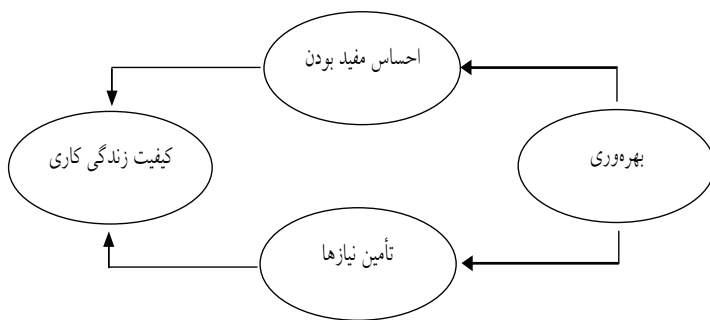 احساس مفید بودن
بهره‌وری
کیفیت زندگی کاری
تأمین نیازها